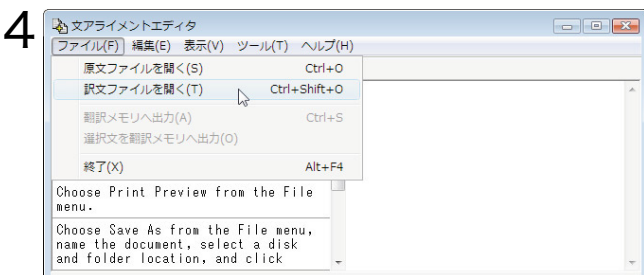 4
文アライメントエディタ
ファイル(F) 編集(E) 表示(V) ツール(T) ヘルプ(H)
原文ファイルを開く(S) Ctrl+O
訳文ファイルを開く(T) Ctrl+Shift+O
翻訳メモリへ出力(A) Ctrl+S
選択文を翻訳メモリへ出力(O)
終了(X) Alt+F4
Choose Print Preview from the File
menu.
Choose Save As from the File menu,
name the document, select a disk
and folder location, and click